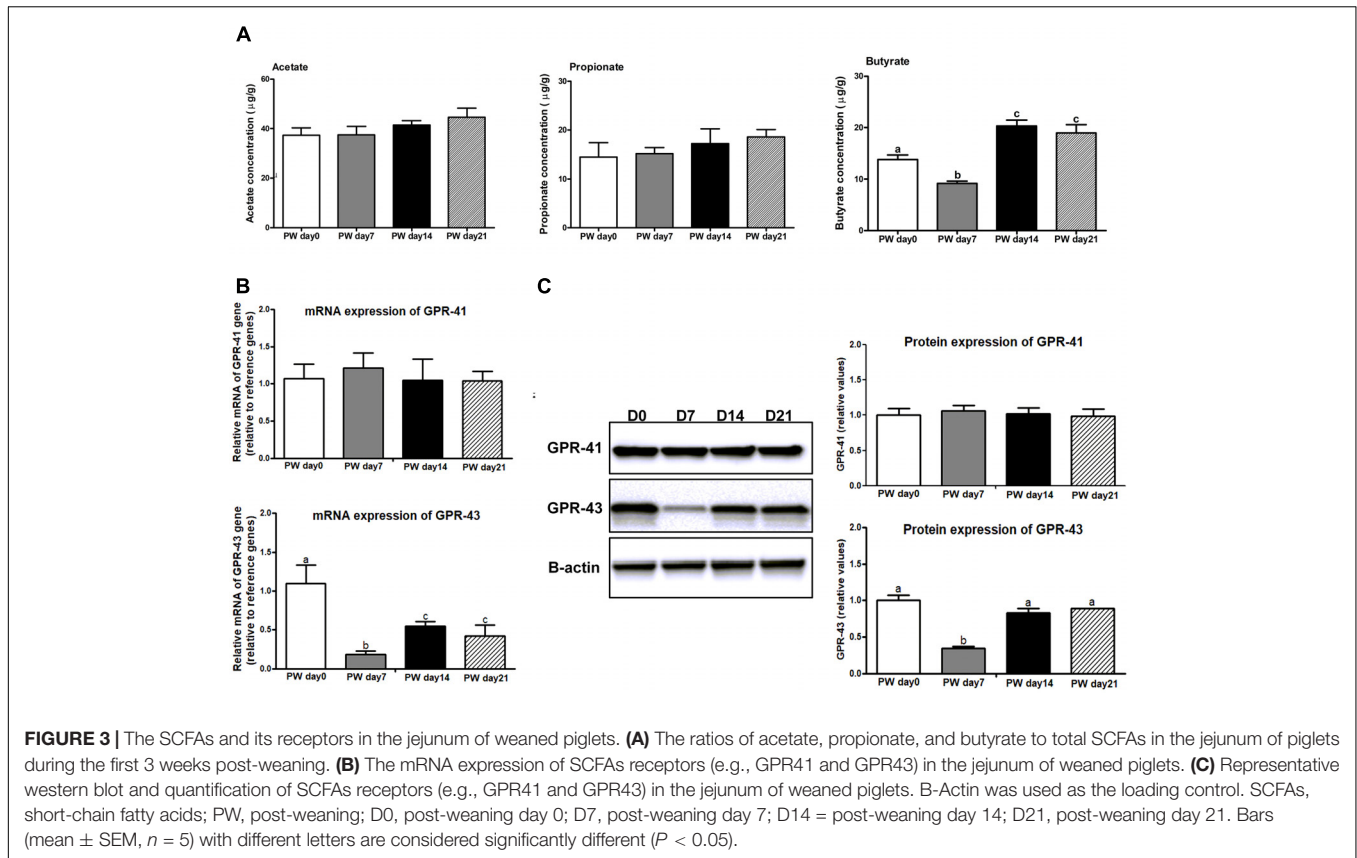 A
Acetate
Acetate concentration (μg/g)
60
40
20
0
PW day0 PW day7 PW day14 PW day21
Propionate
Propionate concentration (μg/g)
30
20
10
0
PW day0 PW day7 PW day14 PW day21
Butyrate
Butyrate concentration (μg/g)
30
20
10
0
a
b
c
c
PW day0 PW day7 PW day14 PW day21
B
mRNA expression of GPR-41
Relative mRNA of GPR-41 gene
(relative to reference genes)
2.0
1.5
1.0
0.5
0.0
PW day0 PW day7 PW day14 PW day21
mRNA expression of GPR-43
Relative mRNA of GPR-43 gene
(relative to reference genes)
2.0
1.5
1.0
0.5
0.0
a
b
c
c
PW day0 PW day7 PW day14 PW day21
C
D0 D7 D14 D21
GPR-41
GPR-43
B-actin
Protein expression of GPR-41
GPR-41 (relative values)
2.0
1.5
1.0
0.5
0.0
PW day0 PW day7 PW day14 PW day21
Protein expression of GPR-43
GPR-43 (relative values)
2.0
1.5
1.0
0.5
0.0
a
b
a
a
PW day0 PW day7 PW day14 PW day21
FIGURE 3 | The SCFAs and its receptors in the jejunum of weaned piglets. (A) The ratios of acetate, propionate, and butyrate to total SCFAs in the jejunum of piglets
during the first 3 weeks post-weaning. (B) The mRNA expression of SCFAs receptors (e.g., GPR41 and GPR43) in the jejunum of weaned piglets. (C) Representative
western blot and quantification of SCFAs receptors (e.g., GPR41 and GPR43) in the jejunum of weaned piglets. B-Actin was used as the loading control. SCFAs,
short-chain fatty acids; PW, post-weaning; D0, post-weaning day 0; D7, post-weaning day 7; D14 = post-weaning day 14; D21, post-weaning day 21. Bars
(mean ± SEM, n = 5) with different letters are considered significantly different (P < 0.05).